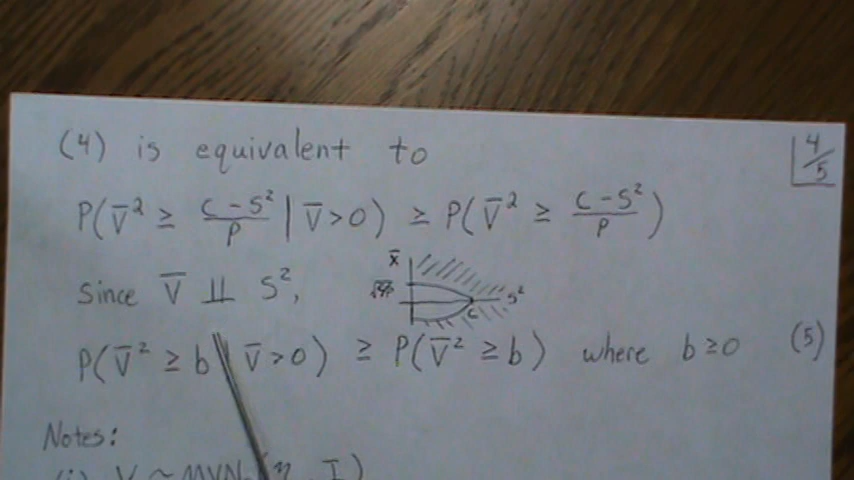 (4) is equivalent to
4/5
P(V̄² ≥ (C-S²)/P | V̄>0) ≥ P(V̄² ≥ (C-S²)/P)
since V̄ ⫫ S²,
X̄
S²
C
P(V̄² ≥ b | V̄>0) ≥ P(V̄² ≥ b) where b≥0 (5)
Notes:
(i) V ~ MVN (η, I)